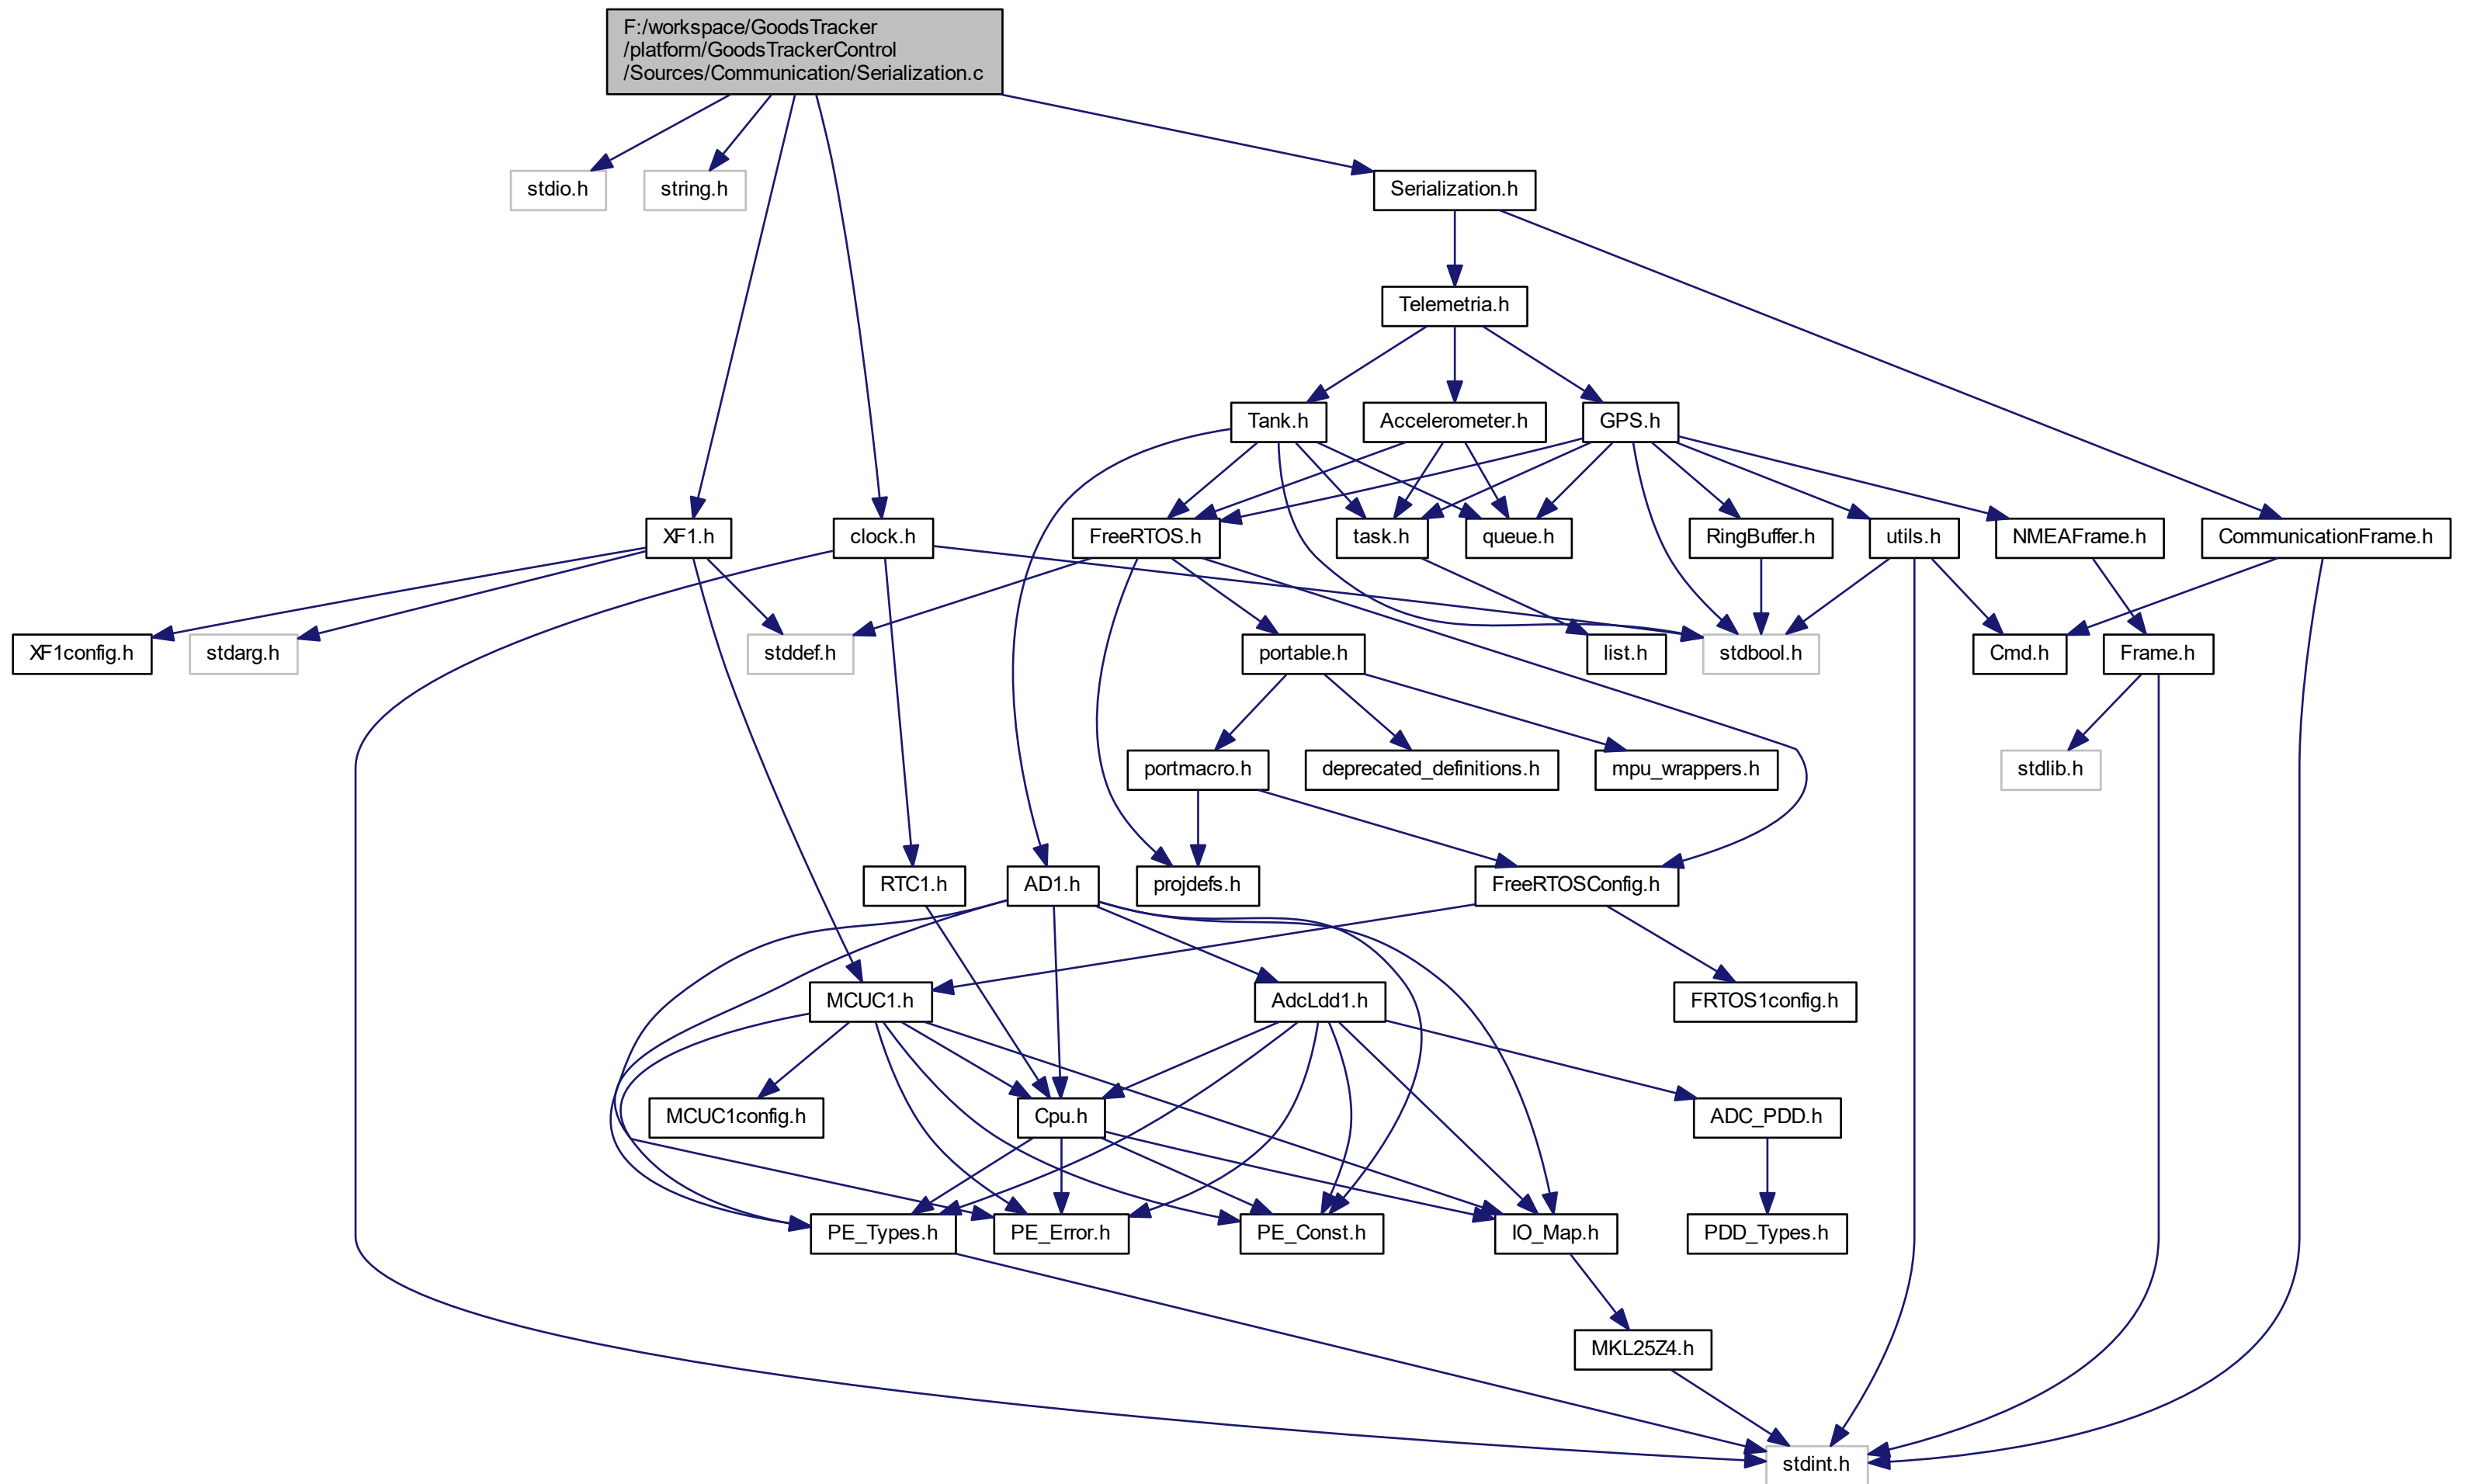 F:/workspace/GoodsTracker
/platform/GoodsTrackerControl
/Sources/Communication/Serialization.c
stdio.h
string.h
Serialization.h
Telemetria.h
Tank.h
Accelerometer.h
GPS.h
XF1.h
clock.h
FreeRTOS.h
task.h
queue.h
RingBuffer.h
utils.h
NMEAFrame.h
CommunicationFrame.h
XF1config.h
stdarg.h
stddef.h
portable.h
list.h
stdbool.h
Cmd.h
Frame.h
portmacro.h
deprecated_definitions.h
mpu_wrappers.h
stdlib.h
RTC1.h
AD1.h
projdefs.h
FreeRTOSConfig.h
MCUC1.h
AdcLdd1.h
FRTOS1config.h
MCUC1config.h
Cpu.h
ADC_PDD.h
PE_Types.h
PE_Error.h
PE_Const.h
IO_Map.h
PDD_Types.h
MKL25Z4.h
stdint.h